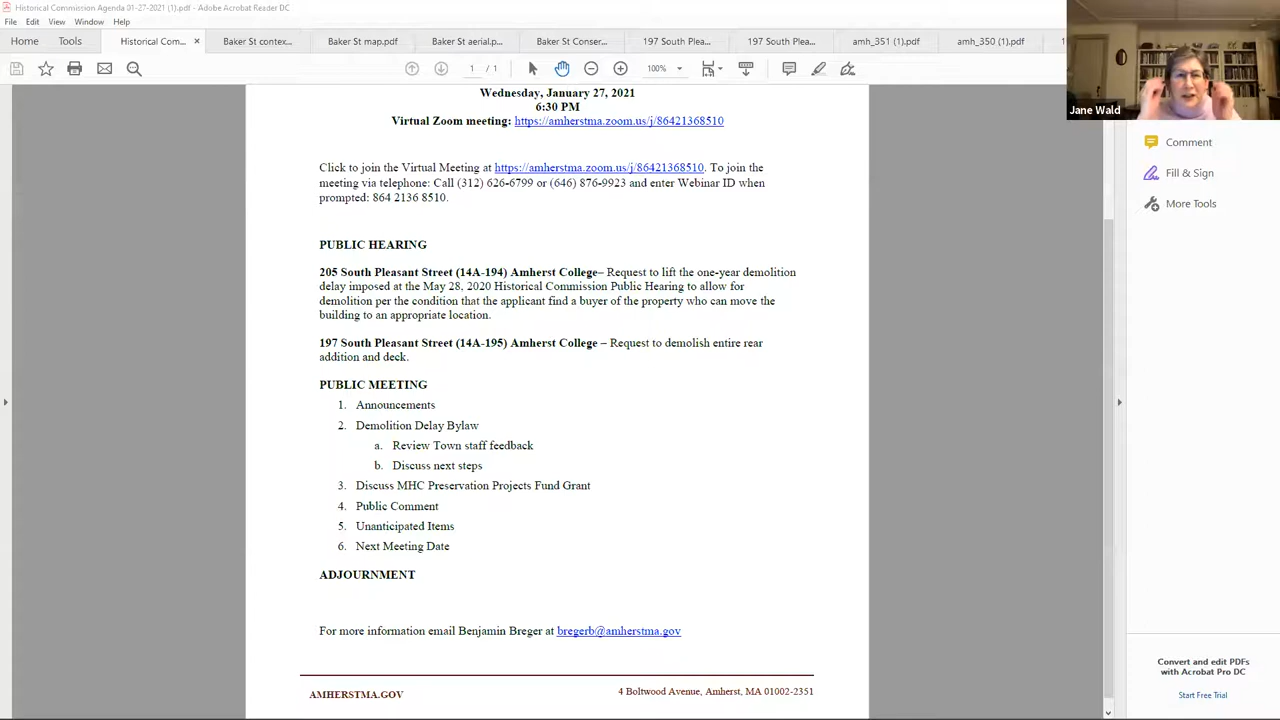 Historical Commission Agenda 01-27-2021 (1).pdf - Adobe Acrobat Reader DC
File Edit View Window Help
Home Tools Historical Com... × Baker St contex... Baker St map.pdf Baker St aerial.p... Baker St Conser... 197 South Plea... 197 South Plea... amh_351 (1).pdf amh_350 (1).pdf
100%
Jane Wald
Wednesday, January 27, 2021
6:30 PM
Virtual Zoom meeting: https://amherstma.zoom.us/j/86421368510
Click to join the Virtual Meeting at https://amherstma.zoom.us/j/86421368510. To join the
meeting via telephone: Call (312) 626-6799 or (646) 876-9923 and enter Webinar ID when
prompted: 864 2136 8510.
PUBLIC HEARING
205 South Pleasant Street (14A-194) Amherst College– Request to lift the one-year demolition
delay imposed at the May 28, 2020 Historical Commission Public Hearing to allow for
demolition per the condition that the applicant find a buyer of the property who can move the
building to an appropriate location.
197 South Pleasant Street (14A-195) Amherst College – Request to demolish entire rear
addition and deck.
PUBLIC MEETING
1. Announcements
2. Demolition Delay Bylaw
a. Review Town staff feedback
b. Discuss next steps
3. Discuss MHC Preservation Projects Fund Grant
4. Public Comment
5. Unanticipated Items
6. Next Meeting Date
ADJOURNMENT
For more information email Benjamin Breger at bregerb@amherstma.gov
AMHERSTMA.GOV
4 Boltwood Avenue, Amherst, MA 01002-2351
Comment
Fill & Sign
More Tools
Convert and edit PDFs
with Acrobat Pro DC
Start Free Trial